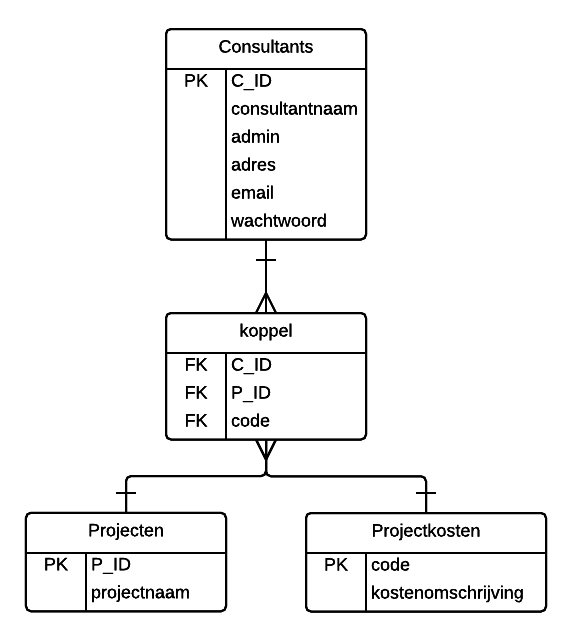 Consultants
PK C_ID
consultantnaam
admin
adres
email
wachtwoord
koppel
FK C_ID
FK P_ID
FK code
Projecten
PK P_ID
projectnaam
Projectkosten
PK code
kostenomschrijving